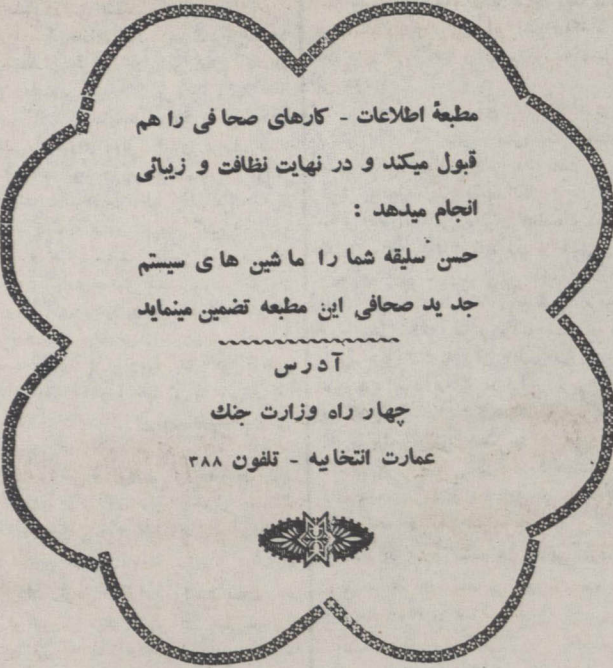 مطبعهٔ اطلاعات - کارهای صحافی را هم
قبول میکند و در نهایت نظافت و زیبائی
انجام میدهد :
حسن سلیقه شما را ماشین های سیستم
جدید صحافی این مطبعه تضمین مینماید
آدرس
چهار راه وزارت جنك
عمارت انتخابیه - تلفون ۳۸۸